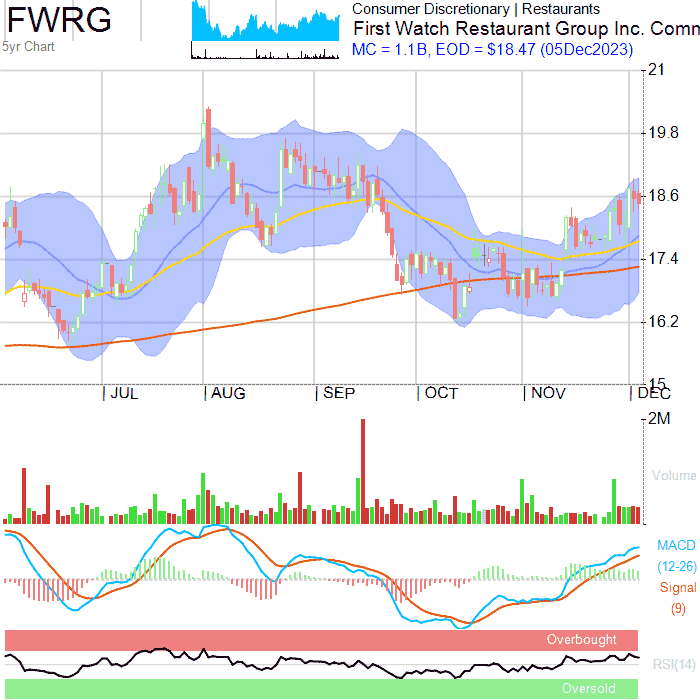 FWRG
5yr Chart
Consumer Discretionary | Restaurants
First Watch Restaurant Group Inc. Comn
MC = 1.1B, EOD = $18.47 (05Dec2023)
21
19.8
18.6
17.4
16.2
15
JUL AUG SEP OCT NOV DEC
2M
Volume
MACD
(12-26)
Signal
(9)
Overbought
RSI(14)
Oversold